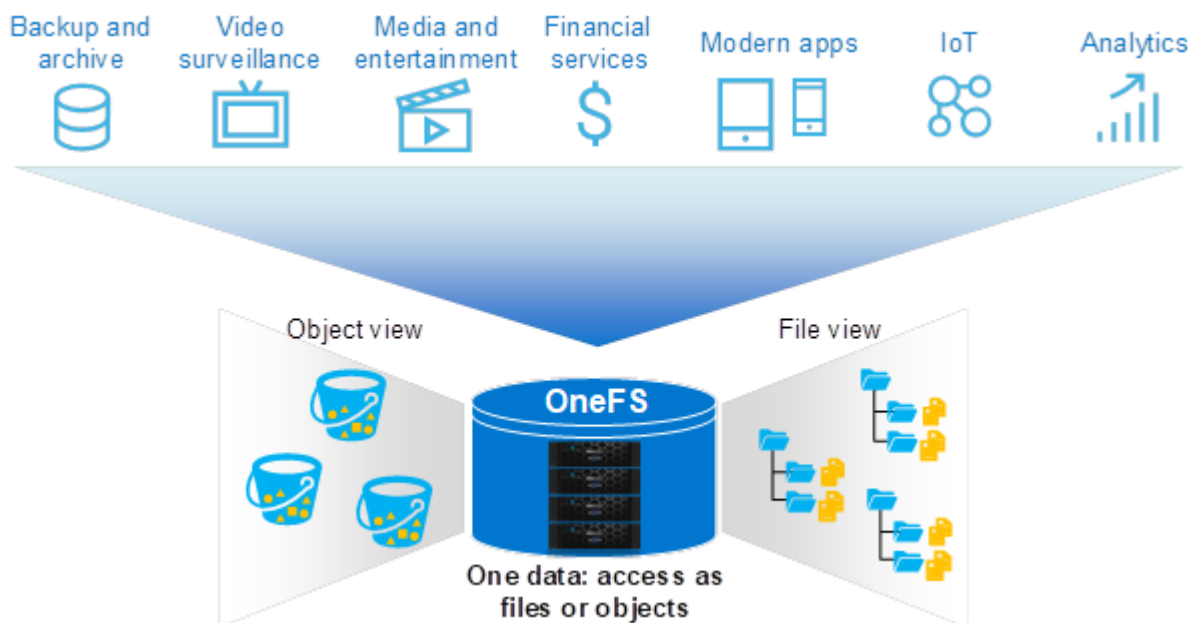 Backup and
archive
Video
surveillance
Media and
entertainment
Financial
services
Modern apps
IoT
Analytics
$
Object view
File view
OneFS
One data: access as
files or objects